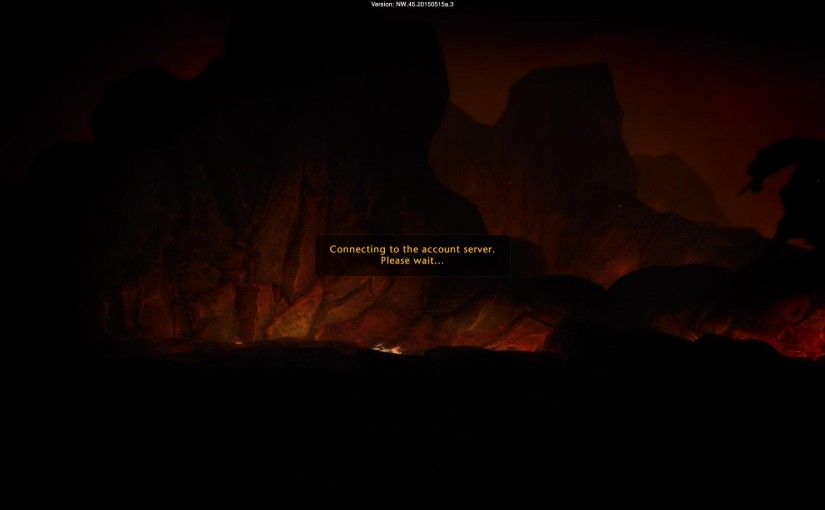 Version: NW.45.20150515a.3
Connecting to the account server.
Please wait...